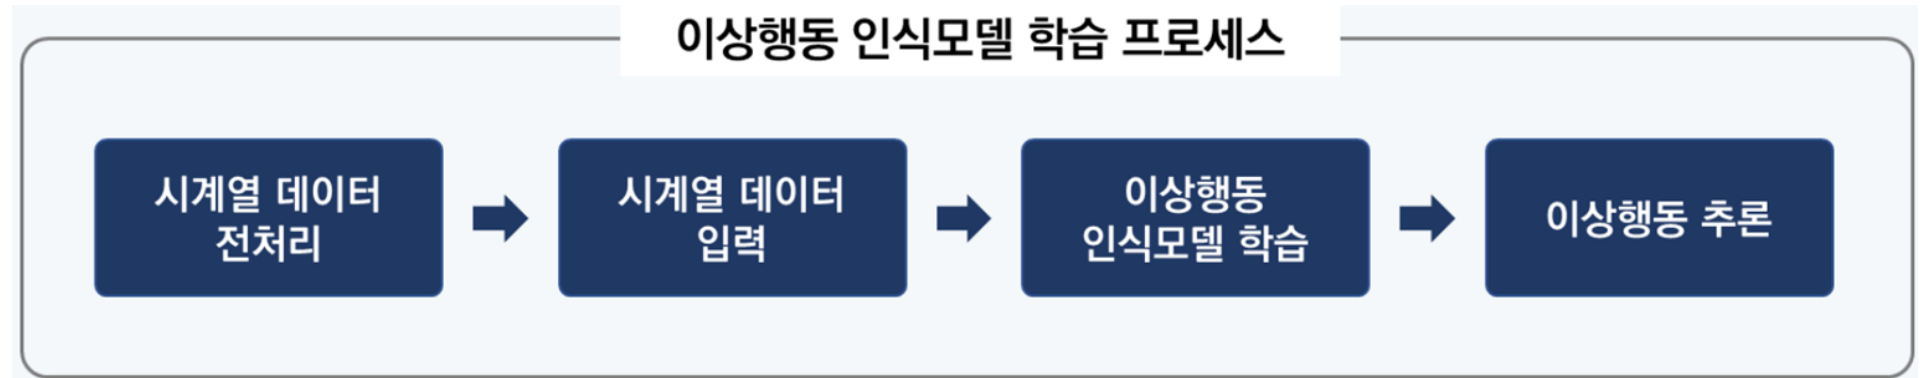 이상행동 인식모델 학습 프로세스
시계열 데이터
전처리
시계열 데이터
입력
이상행동
인식모델 학습
이상행동 추론